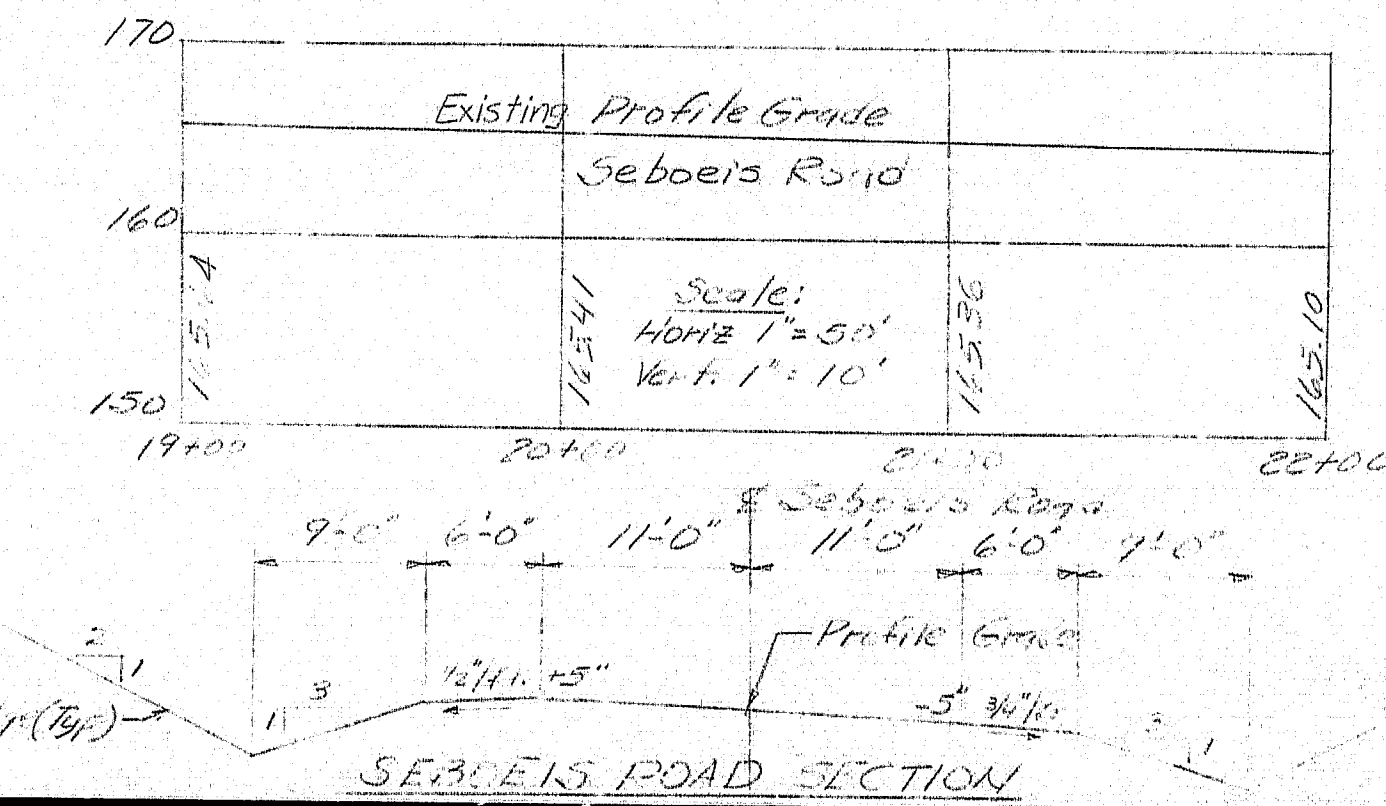 170
Existing Profile Grade
Seboeis Road
160
165.41
165.36
165.10
Scale:
Horiz 1"=50'
Vert. 1"=10'
150
19+00
20+00
22+00
℄ Seboeis Road
9'-0" 6'-0" 11'-0" 11'-0" 6'-0" 9'-0"
Profile Grade
2
1
1/2"/ft. +5"
-5" 3/4"/ft.
3
1
(Typ)
1
SEBOEIS ROAD SECTION